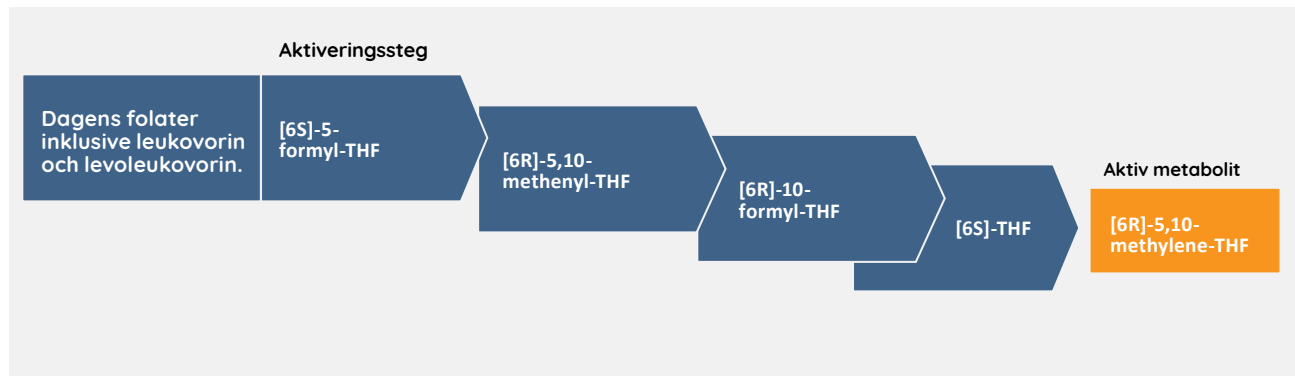 Aktiveringssteg
Dagens folater
inklusive leukovorin
och levoleukovorin.
[6S]-5-
formyl-THF
[6R]-5,10-
methenyl-THF
[6R]-10-
formyl-THF
[6S]-THF
Aktiv metabolit
[6R]-5,10-
methylene-THF